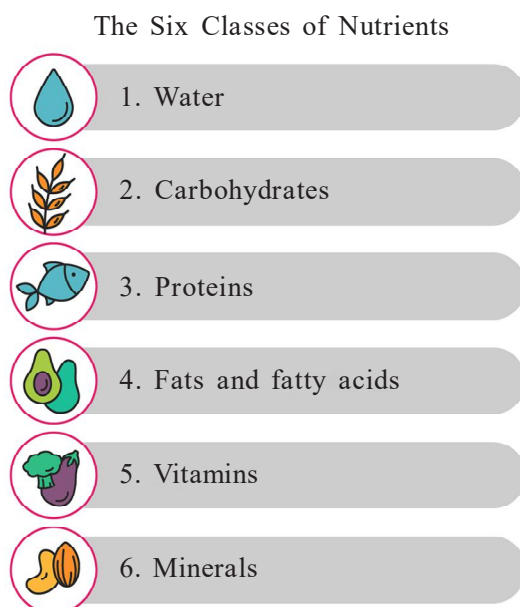 The Six Classes of Nutrients
1. Water
2. Carbohydrates
3. Proteins
4. Fats and fatty acids
5. Vitamins
6. Minerals